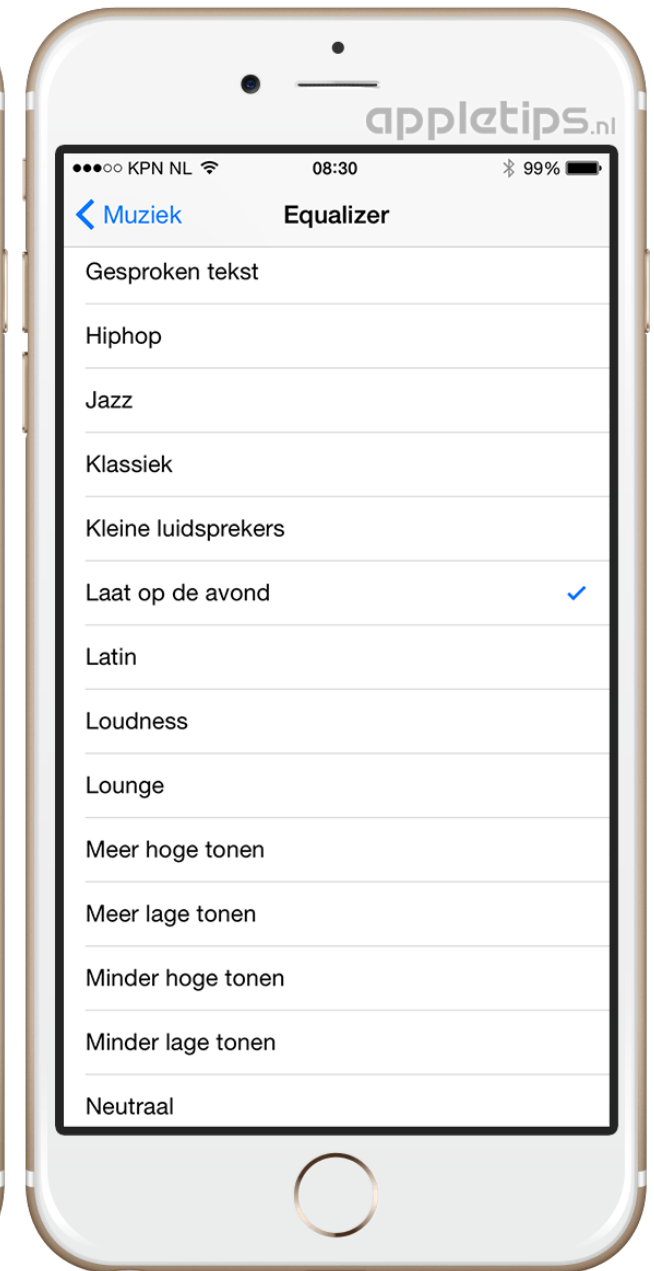 appletips.nl
KPN NL 08:30 99%
Muziek Equalizer
Gesproken tekst
Hiphop
Jazz
Klassiek
Kleine luidsprekers
Laat op de avond
Latin
Loudness
Lounge
Meer hoge tonen
Meer lage tonen
Minder hoge tonen
Minder lage tonen
Neutraal